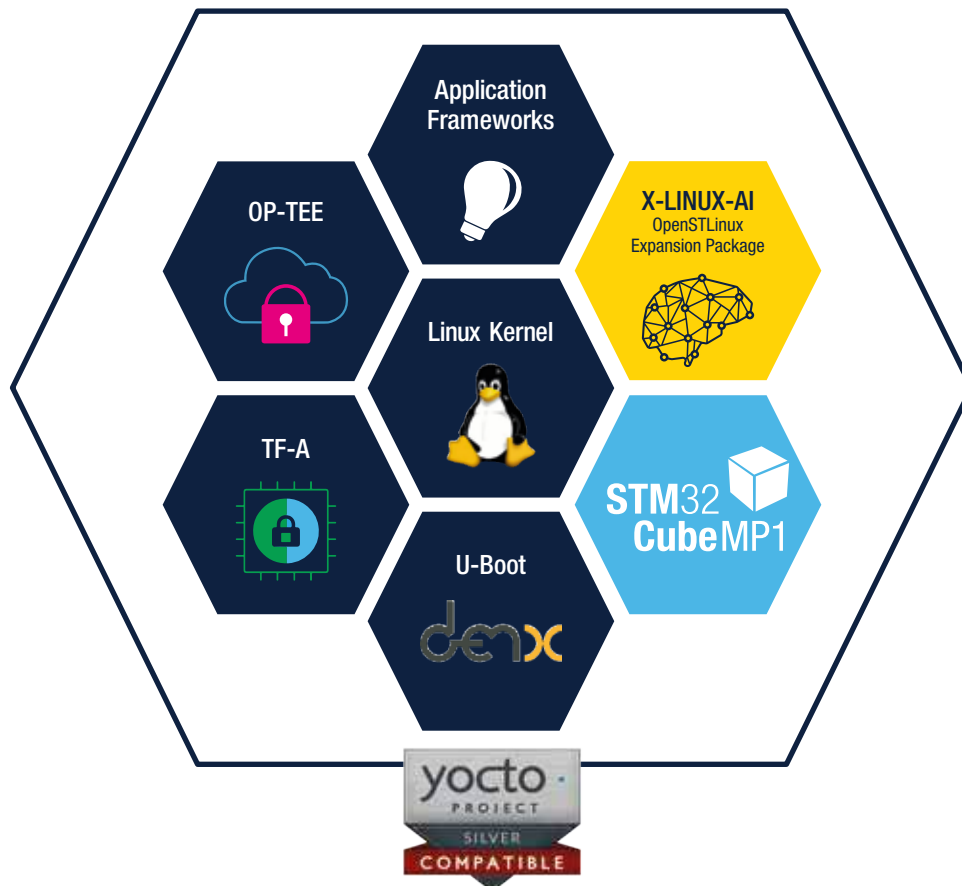 Application
Frameworks
OP-TEE
X-LINUX-AI
OpenSTLinux
Expansion Package
Linux Kernel
TF-A
STM32
CubeMP1
U-Boot
denx
yocto
PROJECT
SILVER
COMPATIBLE